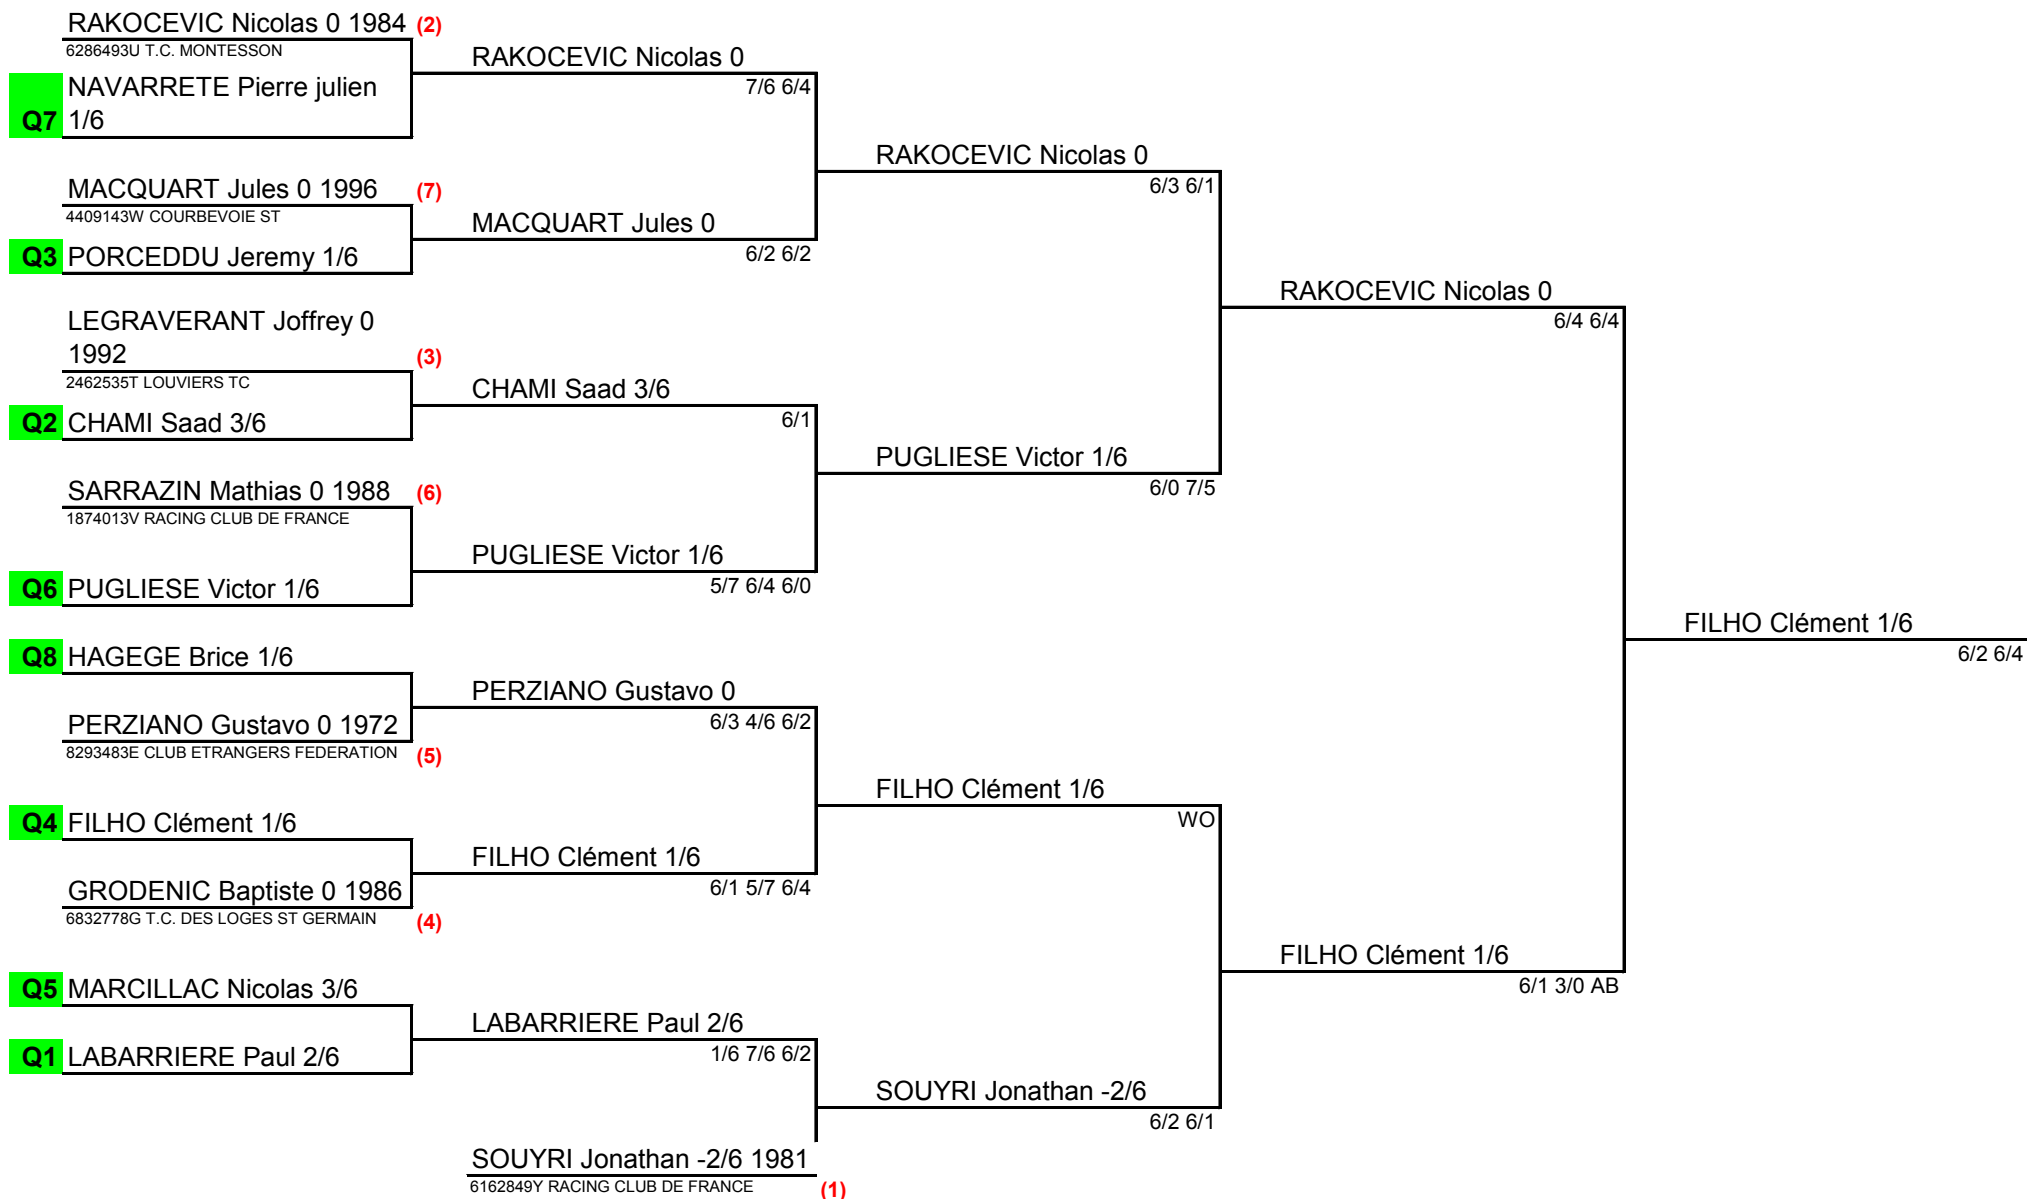 RAKOCEVIC Nicolas 0 1984 (2)
6286493U T.C. MONTESSON
NAVARRETE Pierre julien
Q7 1/6
MACQUART Jules 0 1996 (7)
4409143W COURBEVOIE ST
Q3 PORCEDDU Jeremy 1/6
LEGRAVERANT Joffrey 0
1992 (3)
2462535T LOUVIERS TC
Q2 CHAMI Saad 3/6
SARRAZIN Mathias 0 1988 (6)
1874013V RACING CLUB DE FRANCE
Q6 PUGLIESE Victor 1/6
Q8 HAGEGE Brice 1/6
PERZIANO Gustavo 0 1972
8293483E CLUB ETRANGERS FEDERATION (5)
Q4 FILHO Clément 1/6
GRODENIC Baptiste 0 1986
6832778G T.C. DES LOGES ST GERMAIN (4)
Q5 MARCILLAC Nicolas 3/6
Q1 LABARRIERE Paul 2/6
RAKOCEVIC Nicolas 0
7/6 6/4
MACQUART Jules 0
6/2 6/2
CHAMI Saad 3/6
6/1
PUGLIESE Victor 1/6
5/7 6/4 6/0
PERZIANO Gustavo 0
6/3 4/6 6/2
FILHO Clément 1/6
6/1 5/7 6/4
LABARRIERE Paul 2/6
1/6 7/6 6/2
SOUYRI Jonathan -2/6 1981
6162849Y RACING CLUB DE FRANCE (1)
RAKOCEVIC Nicolas 0
6/3 6/1
PUGLIESE Victor 1/6
6/0 7/5
FILHO Clément 1/6
WO
SOUYRI Jonathan -2/6
6/2 6/1
RAKOCEVIC Nicolas 0
6/4 6/4
FILHO Clément 1/6
6/1 3/0 AB
FILHO Clément 1/6
6/2 6/4